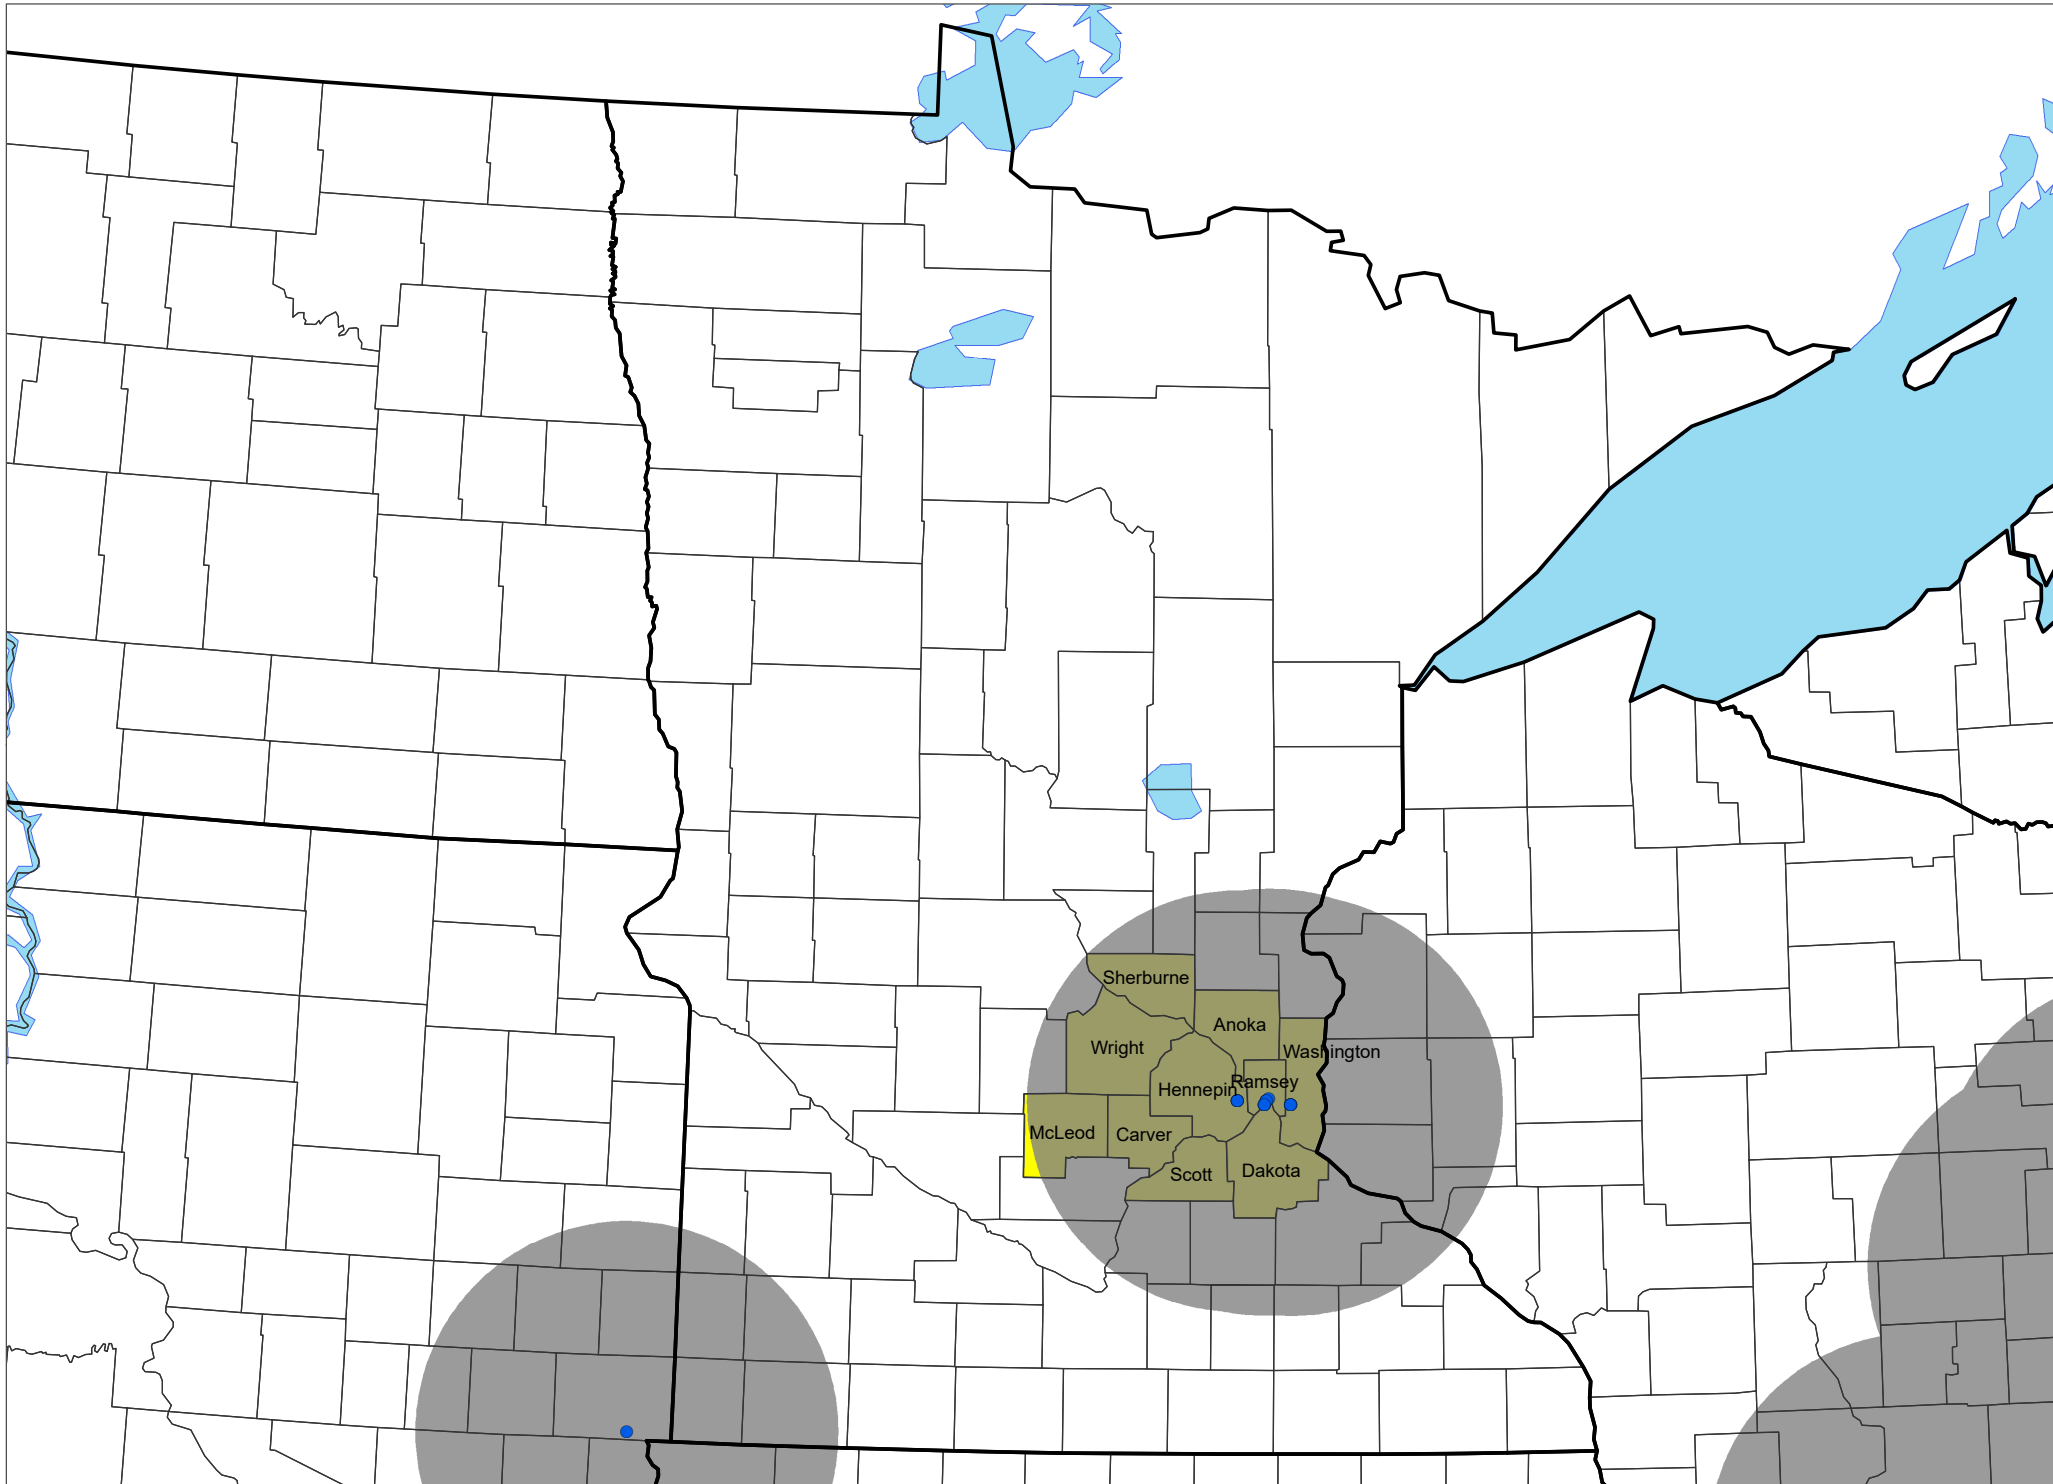 Sherburne
Anoka
Wright
Washington
Ramsey
Hennepin
McLeod
Carver
Scott
Dakota